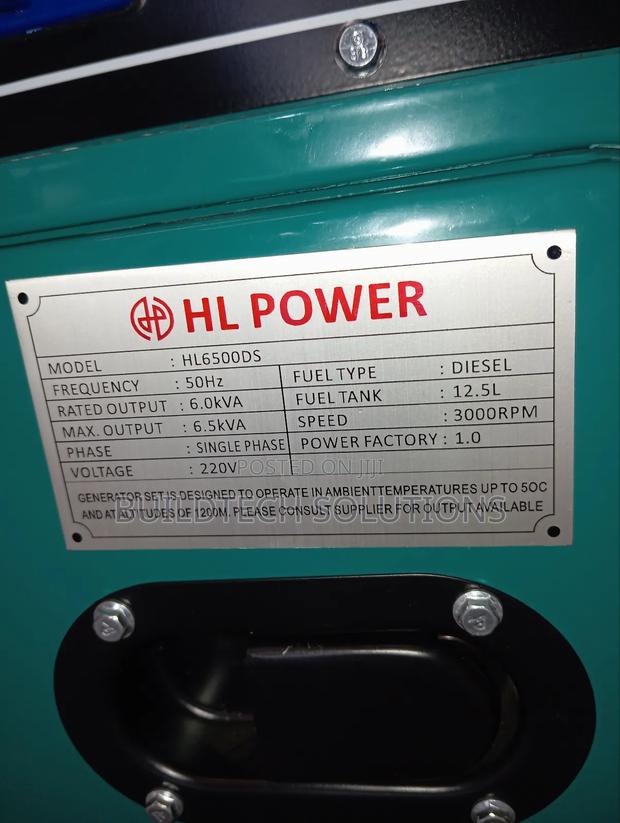 HL POWER
MODEL : HL6500DS
FREQUENCY : 50Hz
FUEL TYPE : DIESEL
RATED OUTPUT : 6.0kVA
FUEL TANK : 12.5L
MAX. OUTPUT : 6.5kVA
SPEED : 3000RPM
PHASE : SINGLE PHASE
POWER FACTORY : 1.0
VOLTAGE : 220V
POSTED ON JIJI
GENERATOR SET IS DESIGNED TO OPERATE IN AMBIENT TEMPERATURES UP TO 50C
BUILDTECH SOLUTIONS
AND AT ALTITUDES OF 1200M. PLEASE CONSULT SUPPLIER FOR OUTPUT AVAILABLE